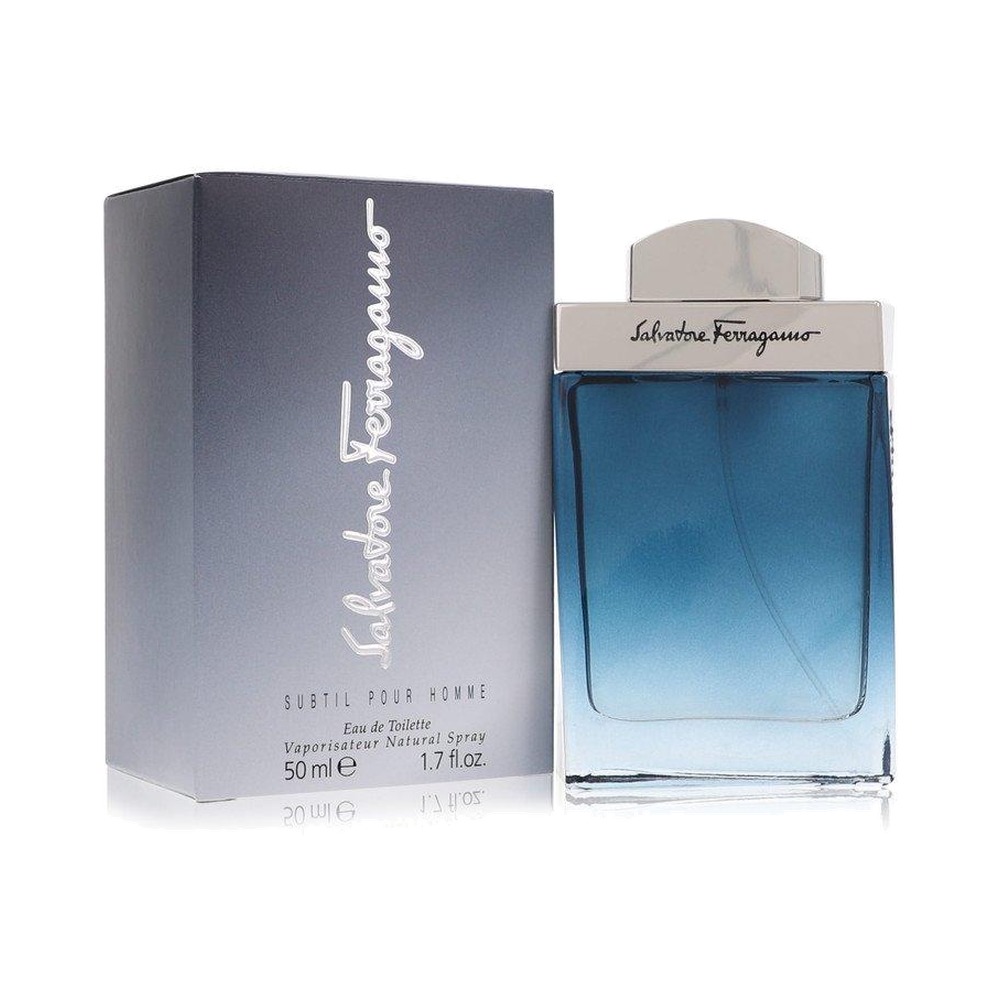 Salvatore Ferragamo
SUBTIL POUR HOMME
Eau de Toilette
Vaporisateur Natural Spray
50 ml ℮ 1.7 fl.oz.
Salvatore Ferragamo